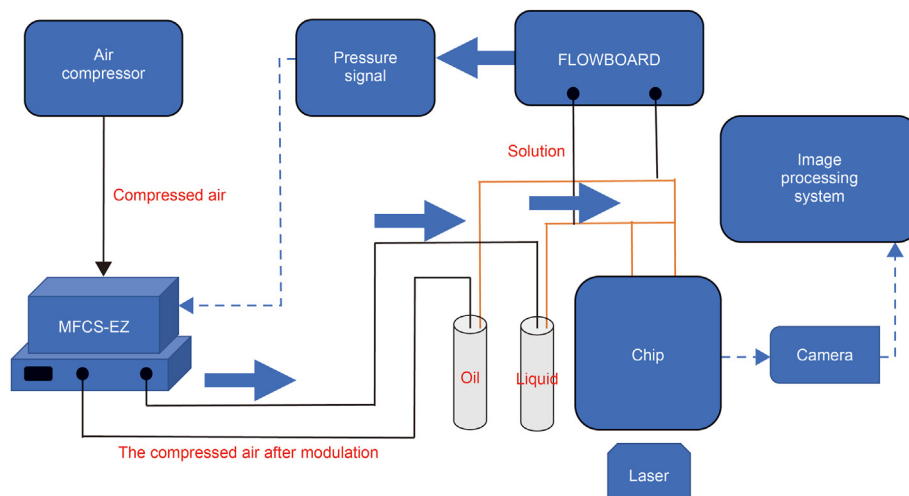 Air
compressor
Pressure
signal
FLOWBOARD
Solution
Image
processing
system
Compressed air
MFCS-EZ
Oil
Liquid
Chip
Camera
The compressed air after modulation
Laser